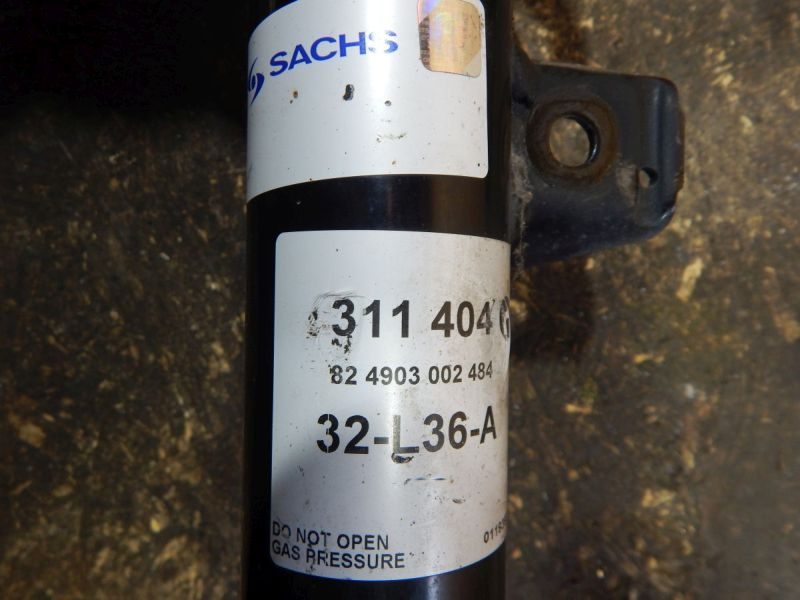 SACHS
311 404
82 4903 002 484
32-L36-A
DO NOT OPEN
GAS PRESSURE